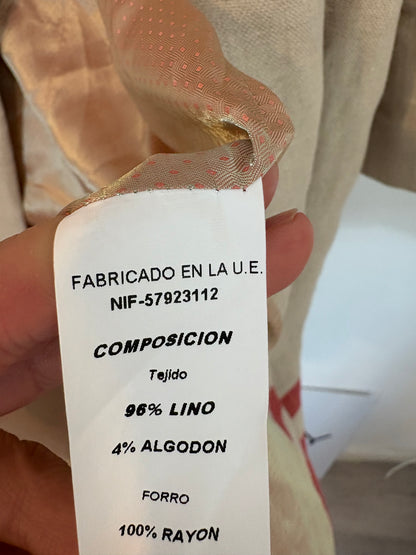 FABRICADO EN LA U.E.
NIF-57923112
COMPOSICION
Tejido
96% LINO
4% ALGODON
FORRO
100% RAYON